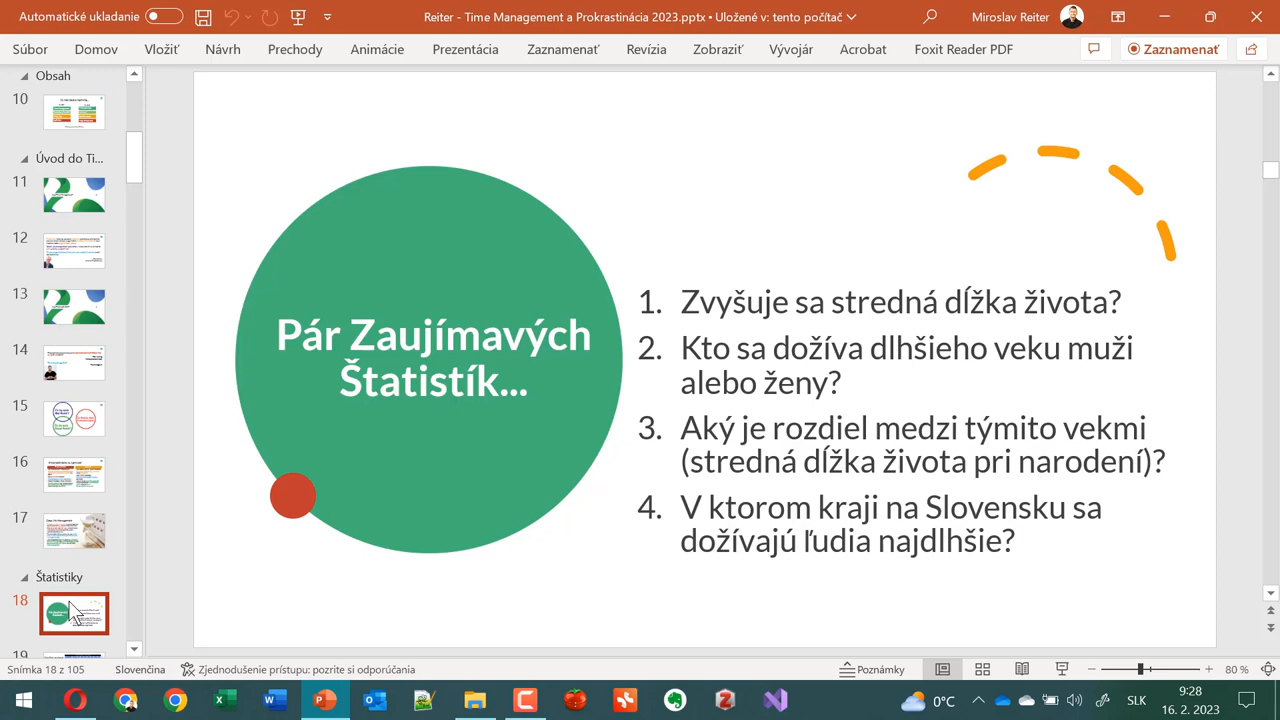 Automatické ukladanie
Reiter - Time Management a Prokrastinácia 2023.pptx • Uložené v: tento počítač
Miroslav Reiter
Súbor
Domov
Vložiť
Návrh
Prechody
Animácie
Prezentácia
Zaznamenať
Revízia
Zobraziť
Vývojár
Acrobat
Foxit Reader PDF
Zaznamenať
Obsah
10
Úvod do Ti...
11
12
13
14
15
16
17
Štatistiky
18
19
Pár Zaujímavých
Štatistík...
1. Zvyšuje sa stredná dĺžka života?
2. Kto sa dožíva dlhšieho veku muži
alebo ženy?
3. Aký je rozdiel medzi týmito vekmi
(stredná dĺžka života pri narodení)?
4. V ktorom kraji na Slovensku sa
dožívajú ľudia najdlhšie?
Snímka 18 z 105
Slovenčina
Zjednodušenie prístupu: pozrite si odporúčania
Poznámky
80 %
0°C
SLK
9:28
16. 2. 2023